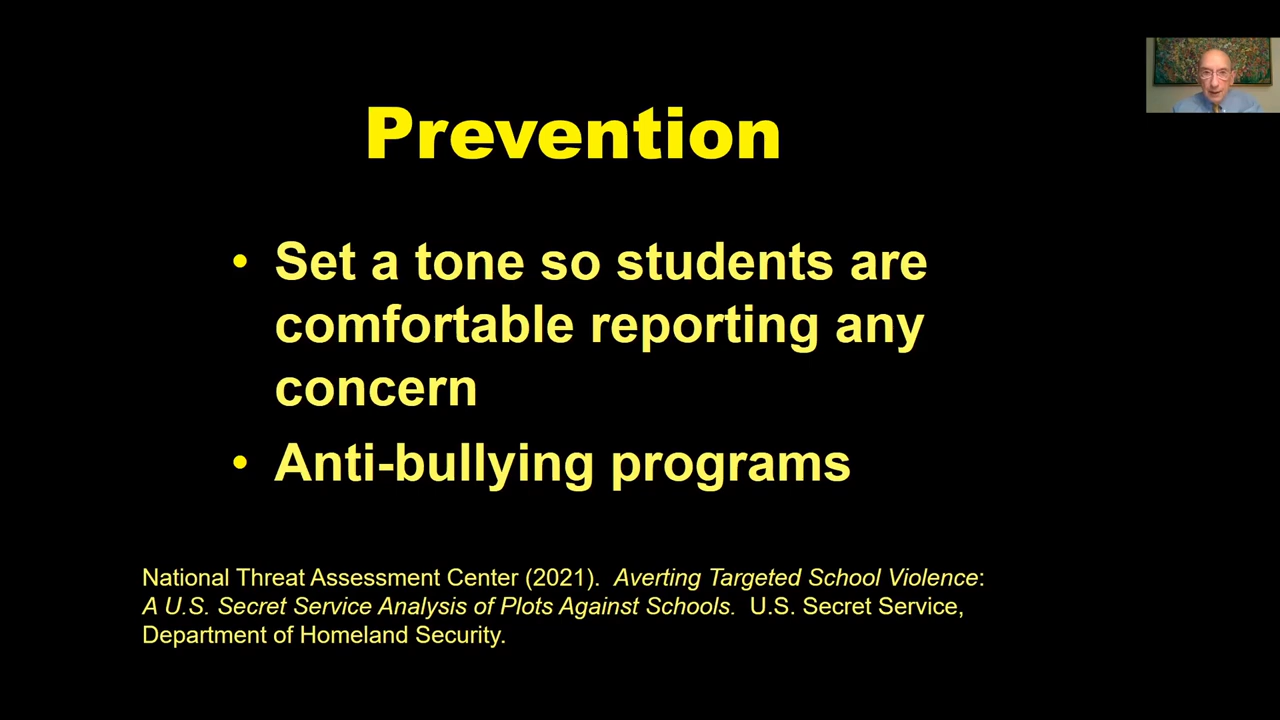 Prevention
• Set a tone so students are
comfortable reporting any
concern
• Anti-bullying programs
National Threat Assessment Center (2021).  Averting Targeted School Violence:
A U.S. Secret Service Analysis of Plots Against Schools.  U.S. Secret Service,
Department of Homeland Security.